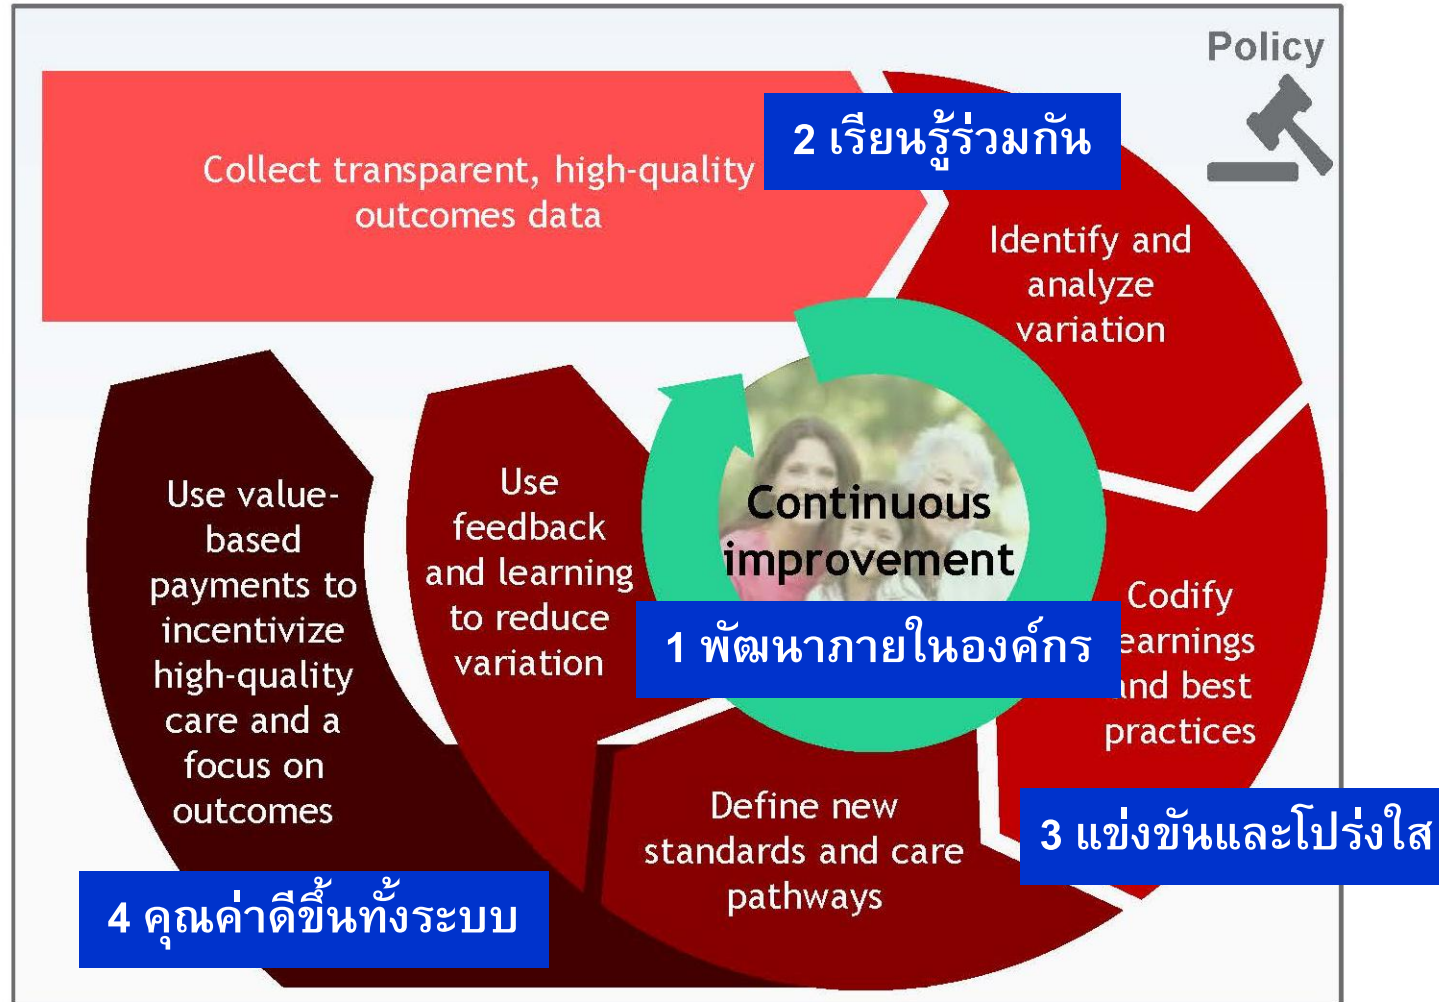 Policy
2 เรียนรู้ร่วมกัน
Collect transparent, high-quality
outcomes data
Identify and
analyze
variation
Use value-
based
payments to
incentivize
high-quality
care and a
focus on
outcomes
Use
feedback
and learning
to reduce
variation
Continuous
improvement
1 พัฒนาภายในองค์กร
Codify
earnings
and best
practices
Define new
standards and care
pathways
3 แข่งขันและโปร่งใส
4 คุณค่าดีขึ้นทั้งระบบ